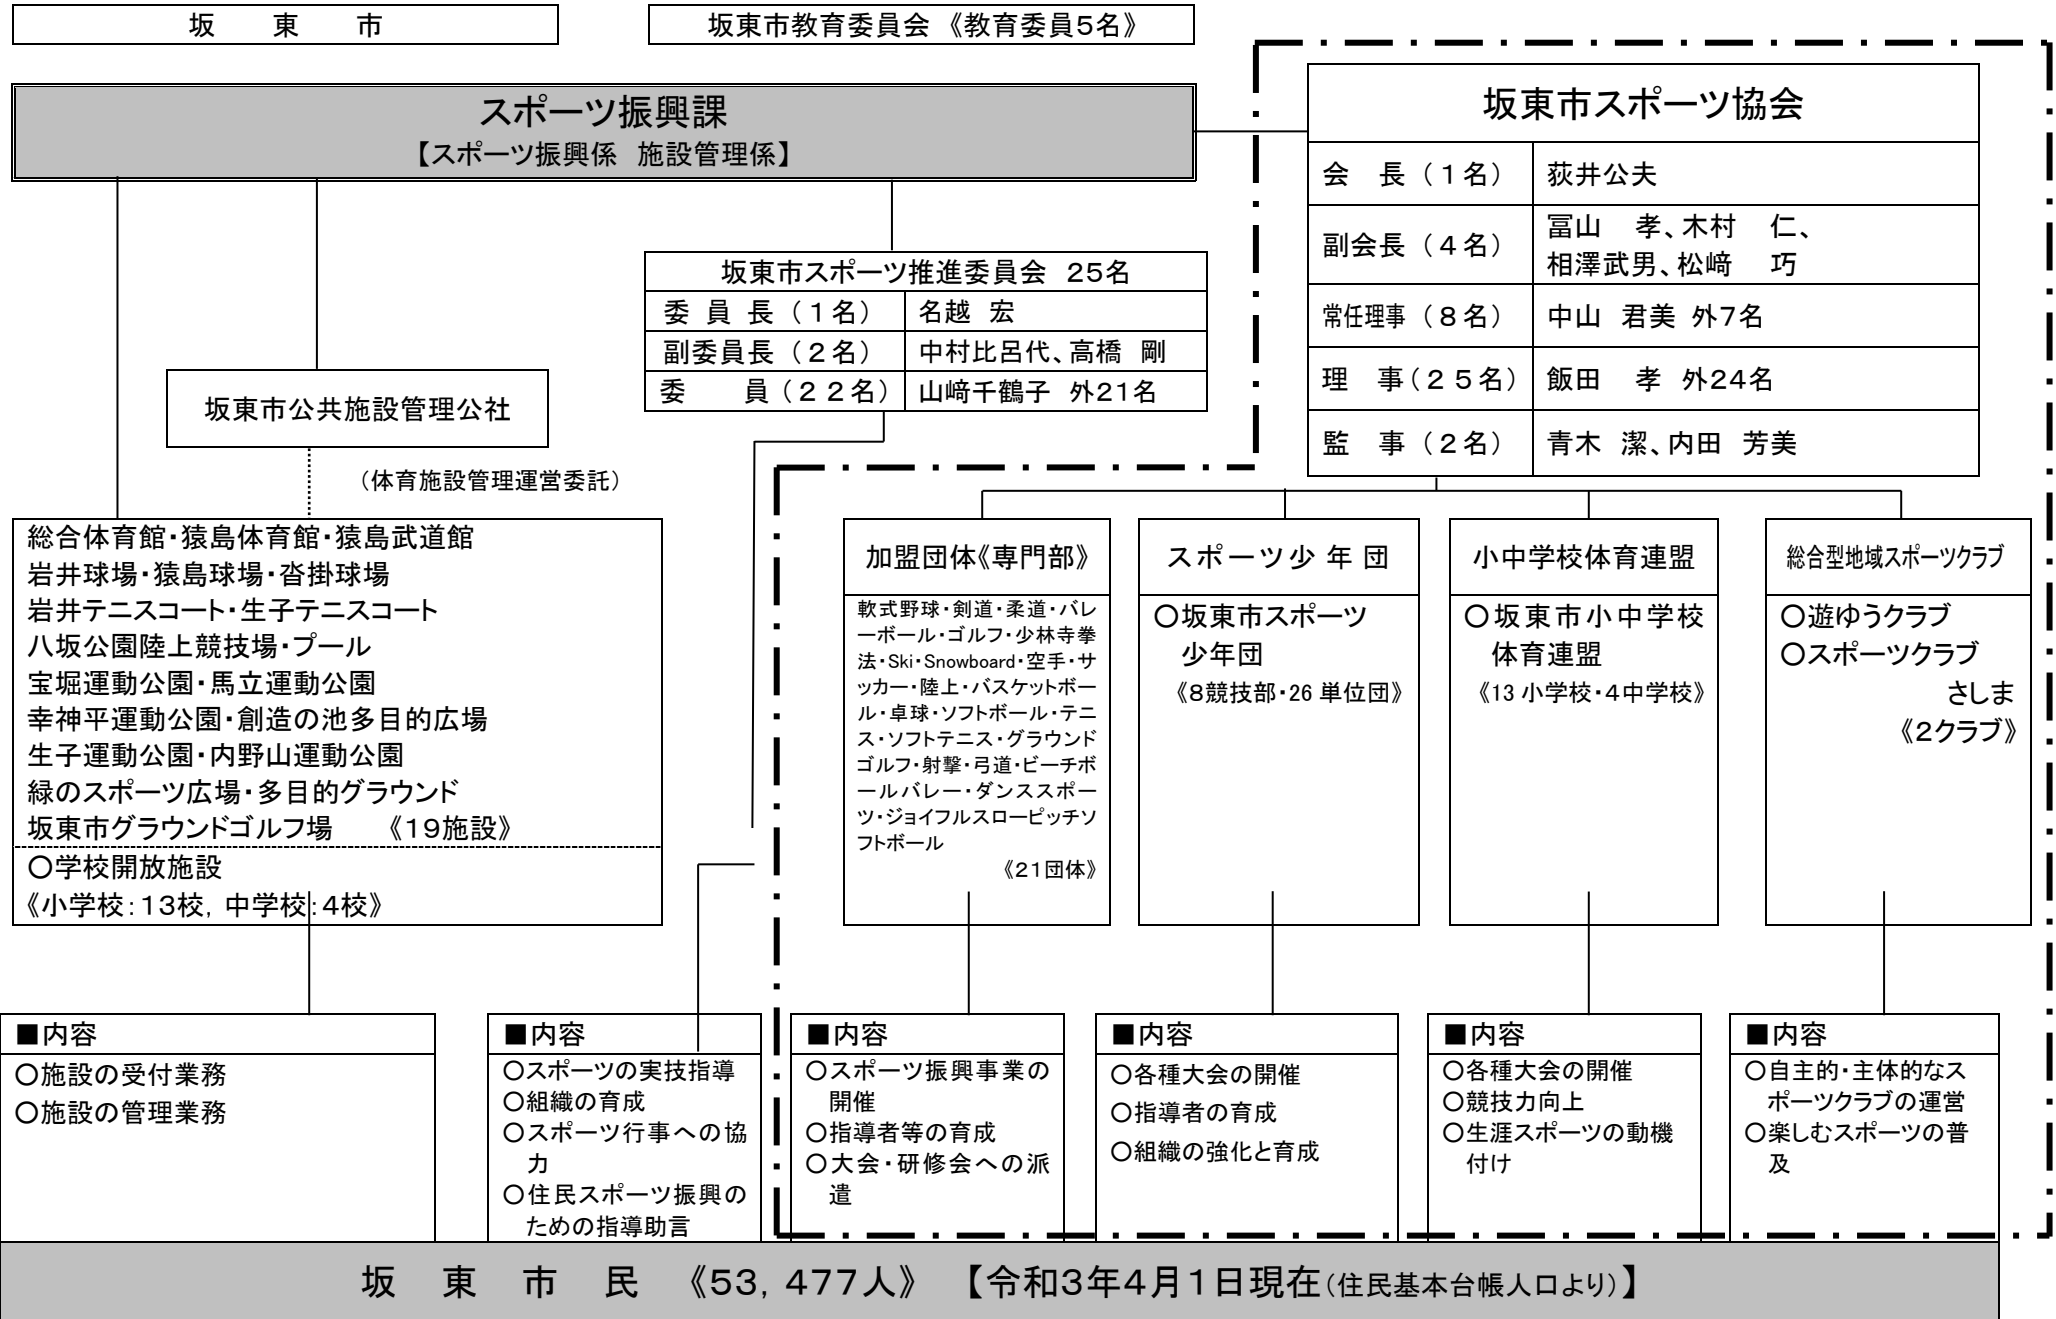 坂　東　市
坂東市教育委員会 《教育委員5名》
スポーツ振興課
【スポーツ振興係　施設管理係】
坂東市スポーツ協会
会　長（１名）　荻井公夫
副会長（４名）　冨山　孝、木村　仁、
相澤武男、松﨑　巧
常任理事（８名）　中山　君美　外7名
理　事（２５名）　飯田　孝　外24名
監　事（２名）　青木　潔、内田　芳美
坂東市スポーツ推進委員会　25名
委 員 長（１名）　名越　宏
副委員長（２名）　中村比呂代、高橋　剛
委　　員（２２名）　山﨑千鶴子　外21名
坂東市公共施設管理公社
（体育施設管理運営委託）
総合体育館・猿島体育館・猿島武道館
岩井球場・猿島球場・沓掛球場
岩井テニスコート・生子テニスコート
八坂公園陸上競技場・プール
宝堀運動公園・馬立運動公園
幸神平運動公園・創造の池多目的広場
生子運動公園・内野山運動公園
緑のスポーツ広場・多目的グラウンド
坂東市グラウンドゴルフ場　　《19施設》
〇学校開放施設
《小学校：13校，中学校：4校》
加盟団体《専門部》
軟式野球・剣道・柔道・バレ
ーボール・ゴルフ・少林寺拳
法・Ski・Snowboard・空手・サ
ッカー・陸上・バスケットボー
ル・卓球・ソフトボール・テニ
ス・ソフトテニス・グラウンド
ゴルフ・射撃・弓道・ビーチボ
ールバレー・ダンススポー
ツ・ジョイフルスローピッチソ
フトボール
《21団体》
スポーツ少 年 団
〇坂東市スポーツ
少年団
《８競技部・26 単位団》
小中学校体育連盟
〇坂東市小中学校
体育連盟
《13 小学校・４中学校》
総合型地域スポーツクラブ
〇遊ゆうクラブ
〇スポーツクラブ
さしま
《２クラブ》
■内容
〇施設の受付業務
〇施設の管理業務
■内容
〇スポーツの実技指導
〇組織の育成
〇スポーツ行事への協
力
〇住民スポーツ振興の
ための指導助言
■内容
〇スポーツ振興事業の
開催
〇指導者等の育成
〇大会・研修会への派
遣
■内容
〇各種大会の開催
〇指導者の育成
〇組織の強化と育成
■内容
〇各種大会の開催
〇競技力向上
〇生涯スポーツの動機
付け
■内容
〇自主的・主体的なス
ポーツクラブの運営
〇楽しむスポーツの普
及
坂　東　市　民　《53，477人》　【令和3年4月1日現在（住民基本台帳人口より）】